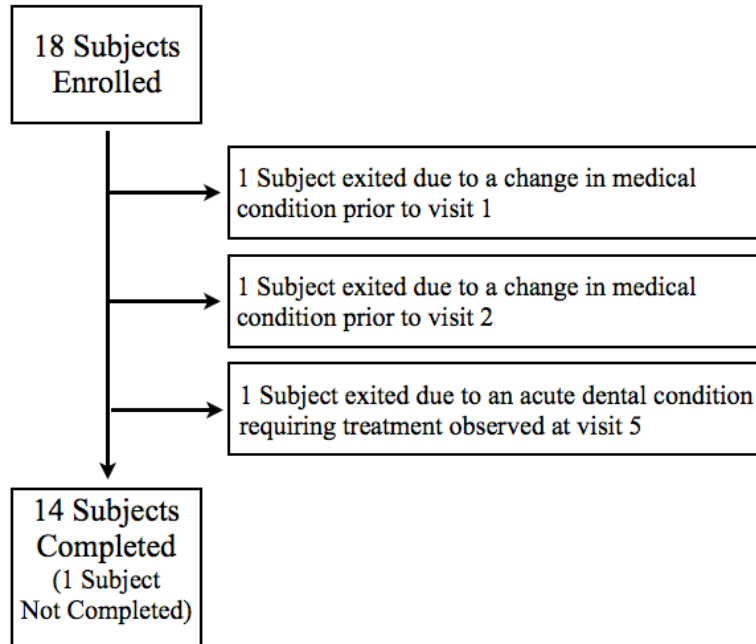 18 Subjects
Enrolled
1 Subject exited due to a change in medical
condition prior to visit 1
1 Subject exited due to a change in medical
condition prior to visit 2
1 Subject exited due to an acute dental condition
requiring treatment observed at visit 5
14 Subjects
Completed
(1 Subject
Not Completed)